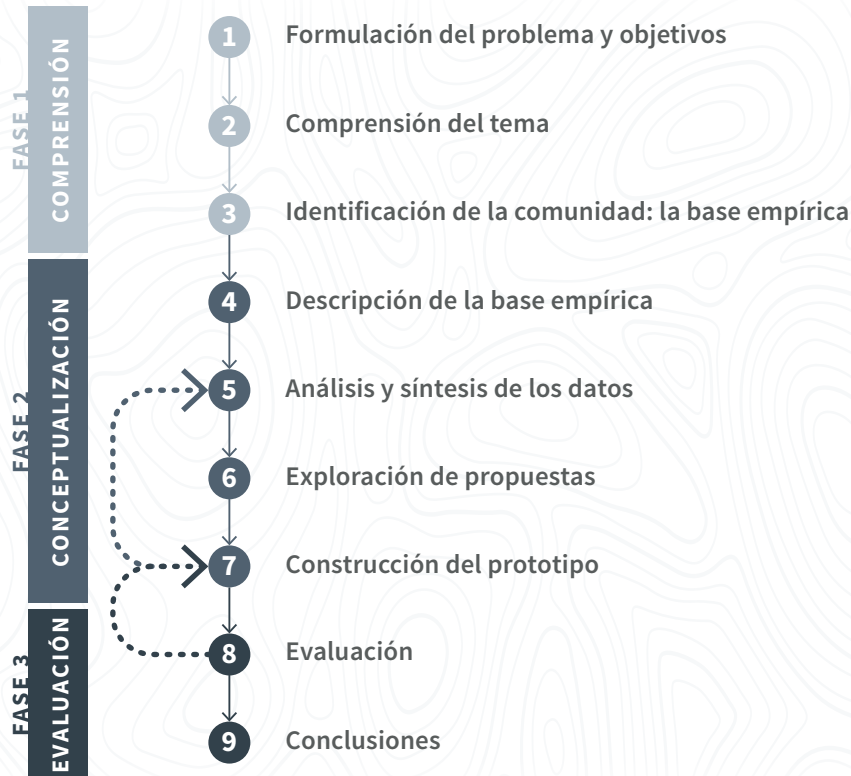 FASE 1
COMPRENSIÓN
1 Formulación del problema y objetivos
2 Comprensión del tema
3 Identificación de la comunidad: la base empírica
FASE 2
CONCEPTUALIZACIÓN
4 Descripción de la base empírica
5 Análisis y síntesis de los datos
6 Exploración de propuestas
7 Construcción del prototipo
FASE 3
EVALUACIÓN
8 Evaluación
9 Conclusiones